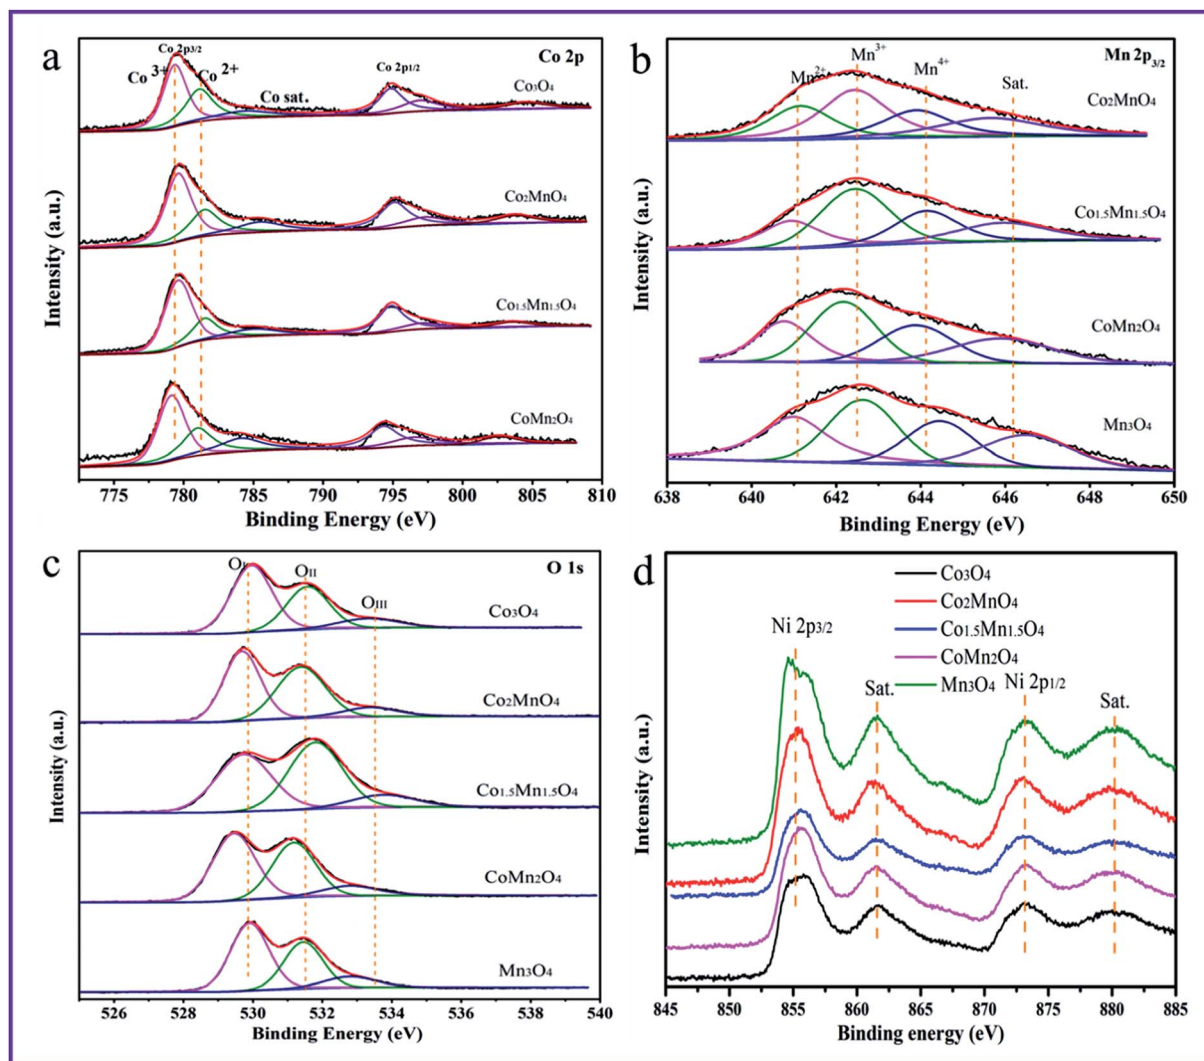 a
Co 2p3/2
Co 2p
Co 3+
Co 2+
Co sat.
Co 2p1/2
Co3O4
Co2MnO4
Co1.5Mn1.5O4
CoMn2O4
Intensity (a.u.)
775 780 785 790 795 800 805 810
Binding Energy (eV)
b
Mn 2p3/2
Mn2+
Mn3+
Mn4+
Sat.
Co2MnO4
Co1.5Mn1.5O4
CoMn2O4
Mn3O4
Intensity (a.u.)
638 640 642 644 646 648 650
Binding Energy (eV)
c
O 1s
OI
OII
OIII
Co3O4
Co2MnO4
Co1.5Mn1.5O4
CoMn2O4
Mn3O4
Intensity (a.u.)
526 528 530 532 534 536 538 540
Binding Energy (eV)
d
Co3O4
Co2MnO4
Co1.5Mn1.5O4
CoMn2O4
Mn3O4
Ni 2p3/2
Sat.
Ni 2p1/2
Sat.
Intensity (a.u.)
845 850 855 860 865 870 875 880 885
Binding energy (eV)